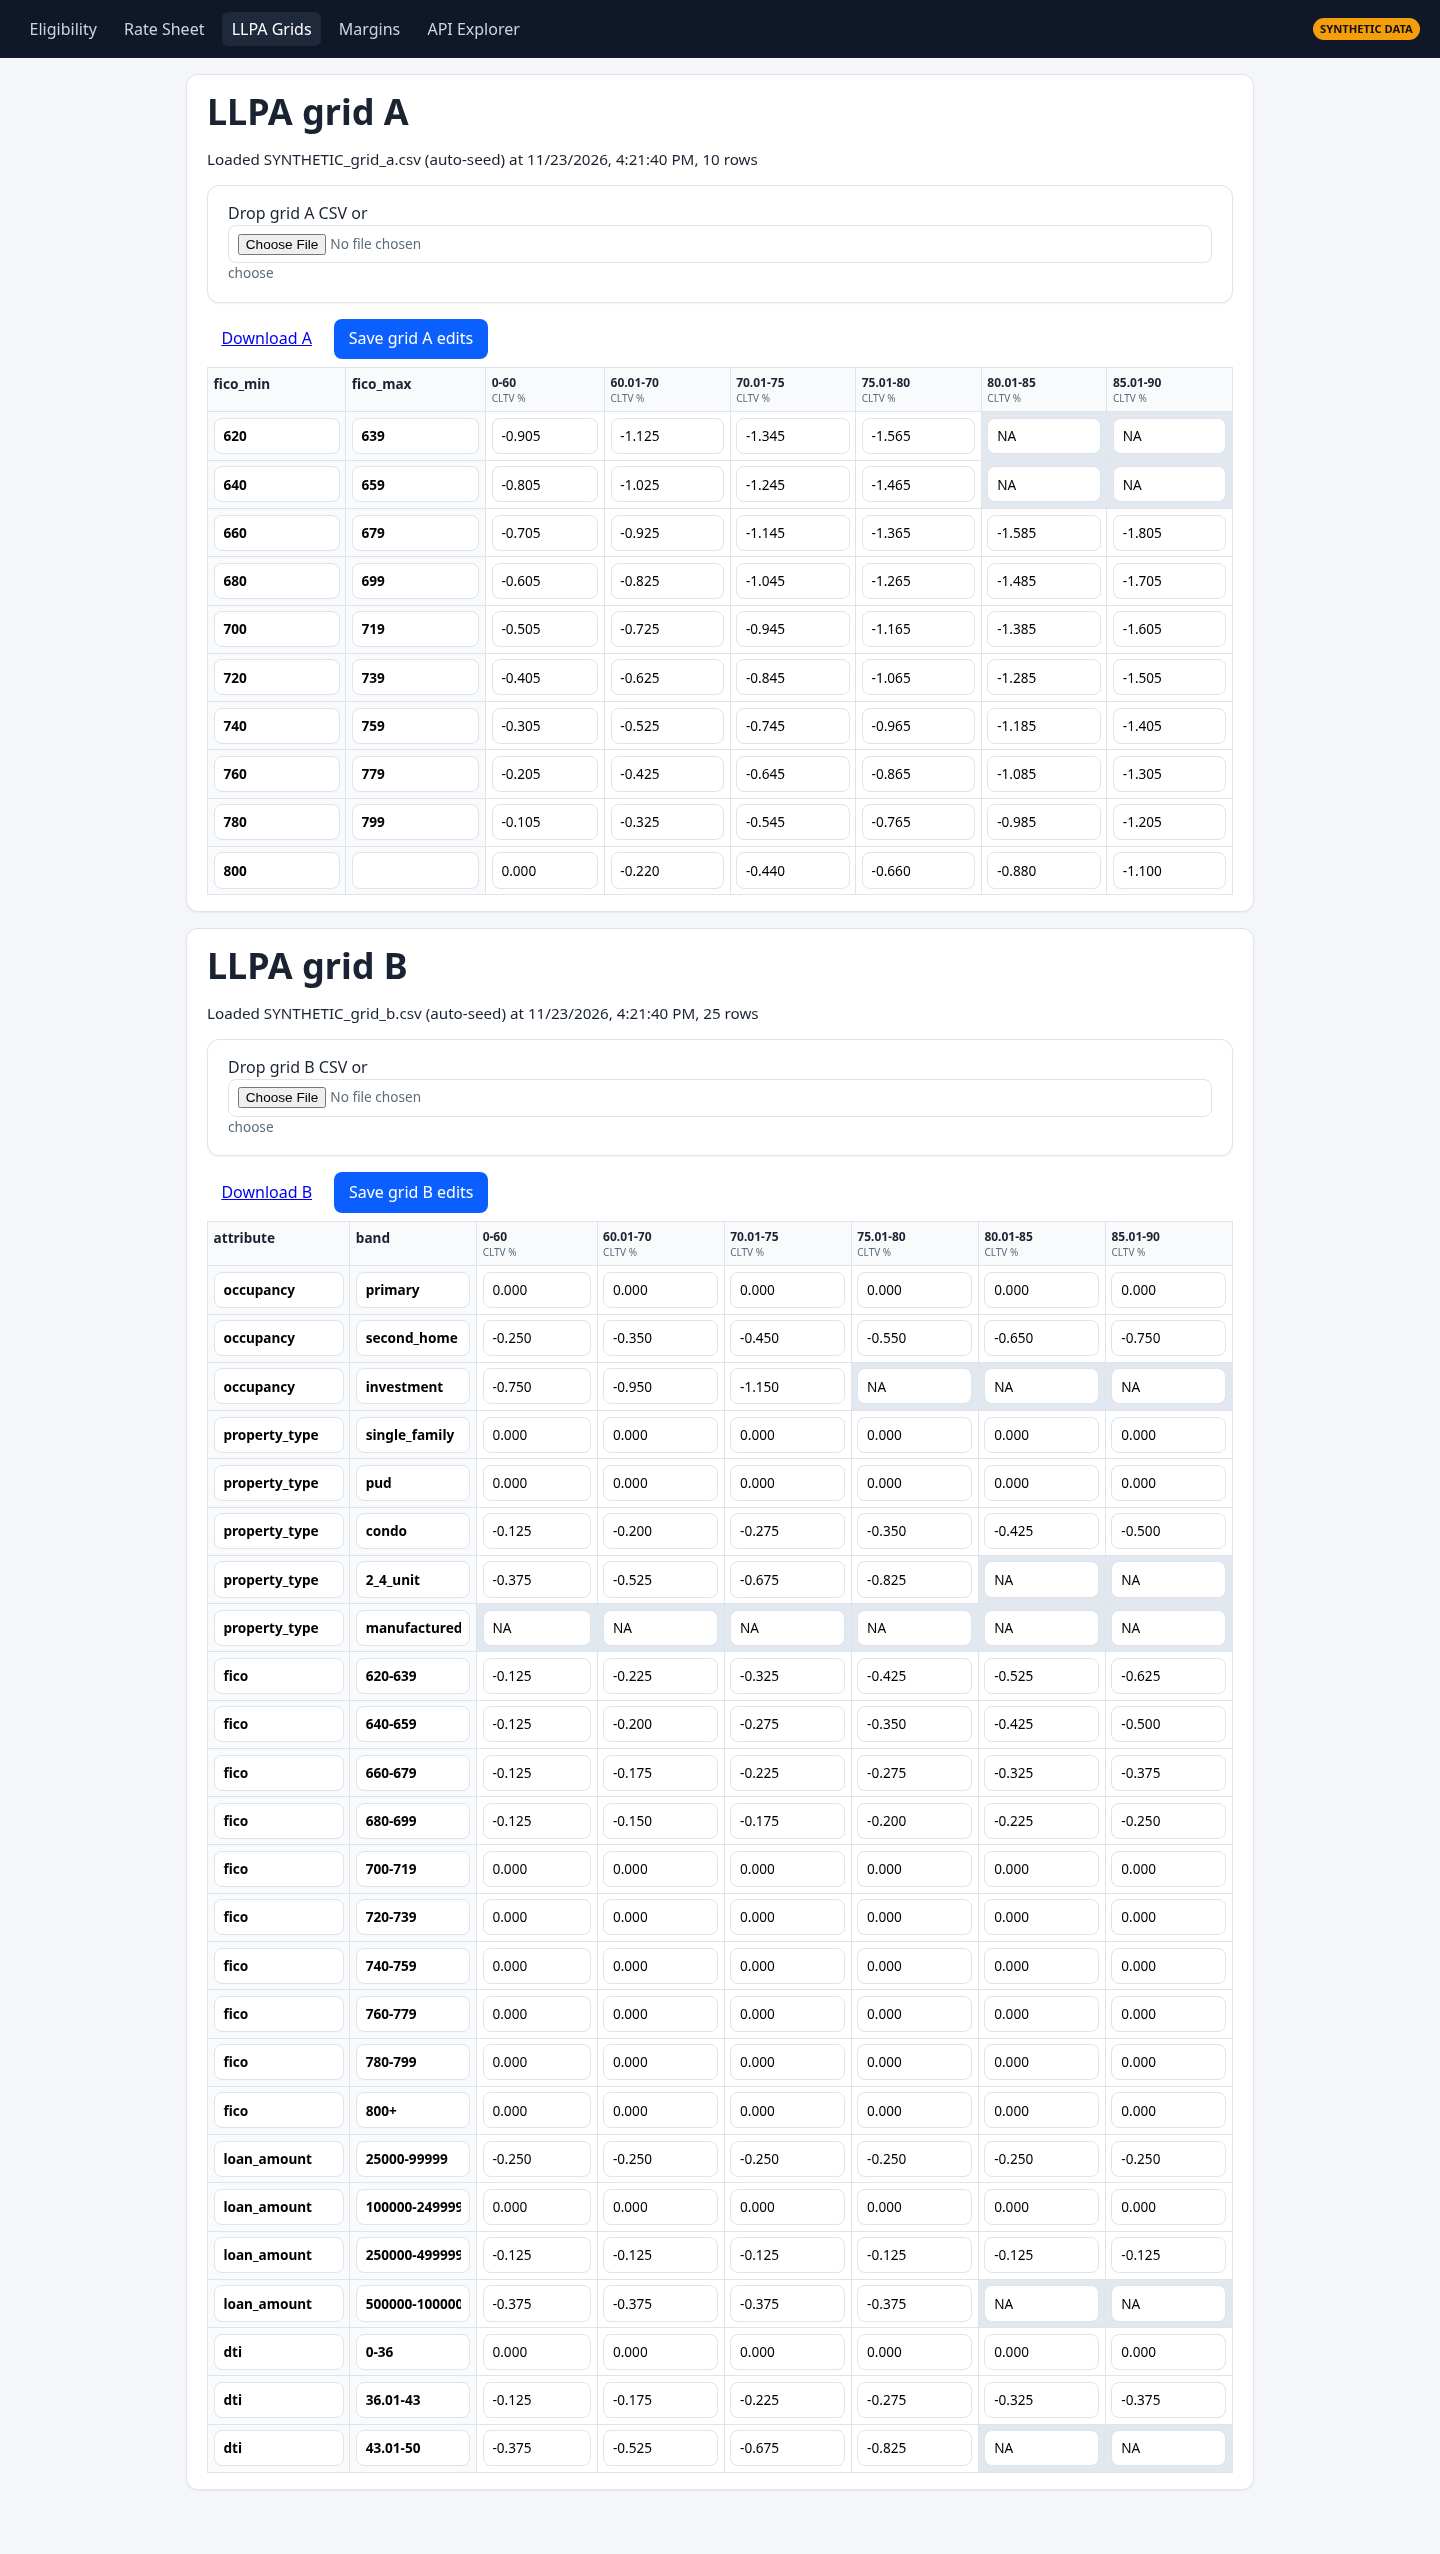 Eligibility Rate Sheet LLPA Grids Margins API Explorer SYNTHETIC DATA
LLPA grid A
Loaded SYNTHETIC_grid_a.csv (auto-seed) at 11/23/2026, 4:21:40 PM, 10 rows
Drop grid A CSV or
Choose File No file chosen
choose
Download A Save grid A edits
fico_min fico_max 0-60 60.01-70 70.01-75 75.01-80 80.01-85 85.01-90
CLTV % CLTV % CLTV % CLTV % CLTV % CLTV %
620 639 -0.905 -1.125 -1.345 -1.565 NA NA
640 659 -0.805 -1.025 -1.245 -1.465 NA NA
660 679 -0.705 -0.925 -1.145 -1.365 -1.585 -1.805
680 699 -0.605 -0.825 -1.045 -1.265 -1.485 -1.705
700 719 -0.505 -0.725 -0.945 -1.165 -1.385 -1.605
720 739 -0.405 -0.625 -0.845 -1.065 -1.285 -1.505
740 759 -0.305 -0.525 -0.745 -0.965 -1.185 -1.405
760 779 -0.205 -0.425 -0.645 -0.865 -1.085 -1.305
780 799 -0.105 -0.325 -0.545 -0.765 -0.985 -1.205
800 0.000 -0.220 -0.440 -0.660 -0.880 -1.100
LLPA grid B
Loaded SYNTHETIC_grid_b.csv (auto-seed) at 11/23/2026, 4:21:40 PM, 25 rows
Drop grid B CSV or
Choose File No file chosen
choose
Download B Save grid B edits
attribute band 0-60 60.01-70 70.01-75 75.01-80 80.01-85 85.01-90
CLTV % CLTV % CLTV % CLTV % CLTV % CLTV %
occupancy primary 0.000 0.000 0.000 0.000 0.000 0.000
occupancy second_home -0.250 -0.350 -0.450 -0.550 -0.650 -0.750
occupancy investment -0.750 -0.950 -1.150 NA NA NA
property_type single_family 0.000 0.000 0.000 0.000 0.000 0.000
property_type pud 0.000 0.000 0.000 0.000 0.000 0.000
property_type condo -0.125 -0.200 -0.275 -0.350 -0.425 -0.500
property_type 2_4_unit -0.375 -0.525 -0.675 -0.825 NA NA
property_type manufactured NA NA NA NA NA NA
fico 620-639 -0.125 -0.225 -0.325 -0.425 -0.525 -0.625
fico 640-659 -0.125 -0.200 -0.275 -0.350 -0.425 -0.500
fico 660-679 -0.125 -0.175 -0.225 -0.275 -0.325 -0.375
fico 680-699 -0.125 -0.150 -0.175 -0.200 -0.225 -0.250
fico 700-719 0.000 0.000 0.000 0.000 0.000 0.000
fico 720-739 0.000 0.000 0.000 0.000 0.000 0.000
fico 740-759 0.000 0.000 0.000 0.000 0.000 0.000
fico 760-779 0.000 0.000 0.000 0.000 0.000 0.000
fico 780-799 0.000 0.000 0.000 0.000 0.000 0.000
fico 800+ 0.000 0.000 0.000 0.000 0.000 0.000
loan_amount 25000-99999 -0.250 -0.250 -0.250 -0.250 -0.250 -0.250
loan_amount 100000-249999 0.000 0.000 0.000 0.000 0.000 0.000
loan_amount 250000-499999 -0.125 -0.125 -0.125 -0.125 -0.125 -0.125
loan_amount 500000-100000 -0.375 -0.375 -0.375 -0.375 NA NA
dti 0-36 0.000 0.000 0.000 0.000 0.000 0.000
dti 36.01-43 -0.125 -0.175 -0.225 -0.275 -0.325 -0.375
dti 43.01-50 -0.375 -0.525 -0.675 -0.825 NA NA